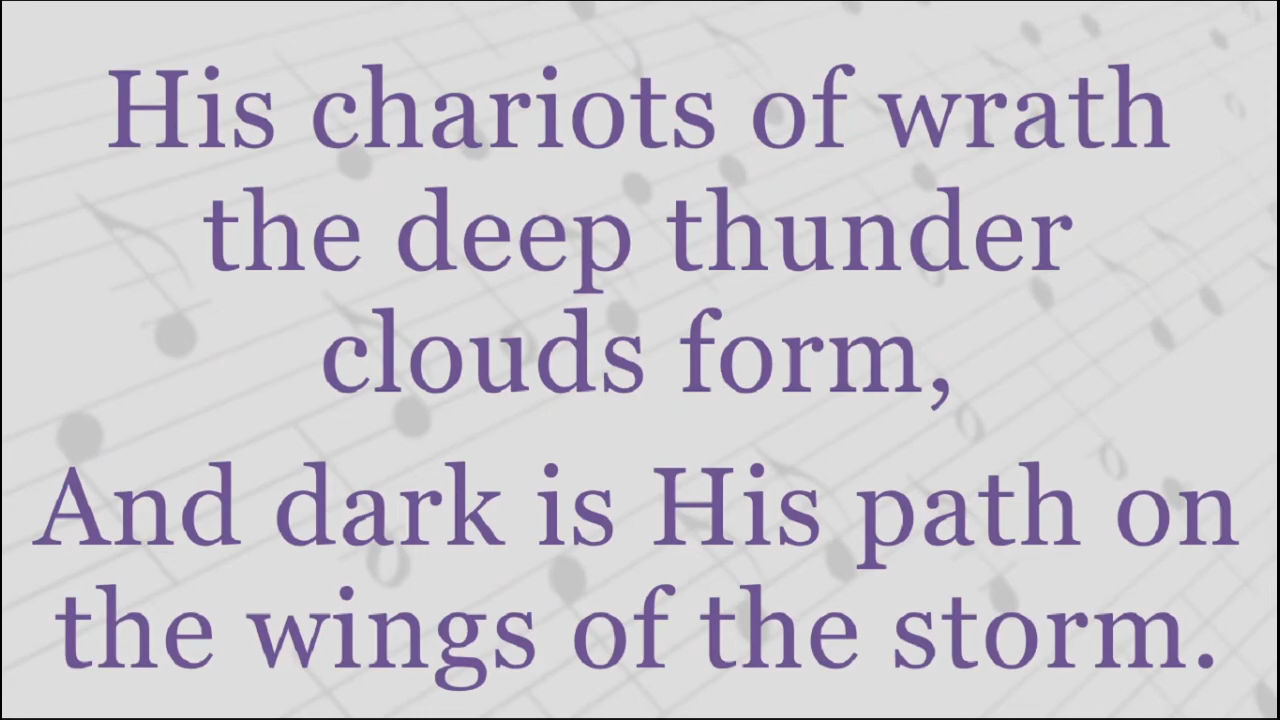 His chariots of wrath
the deep thunder
clouds form,
And dark is His path on
the wings of the storm.